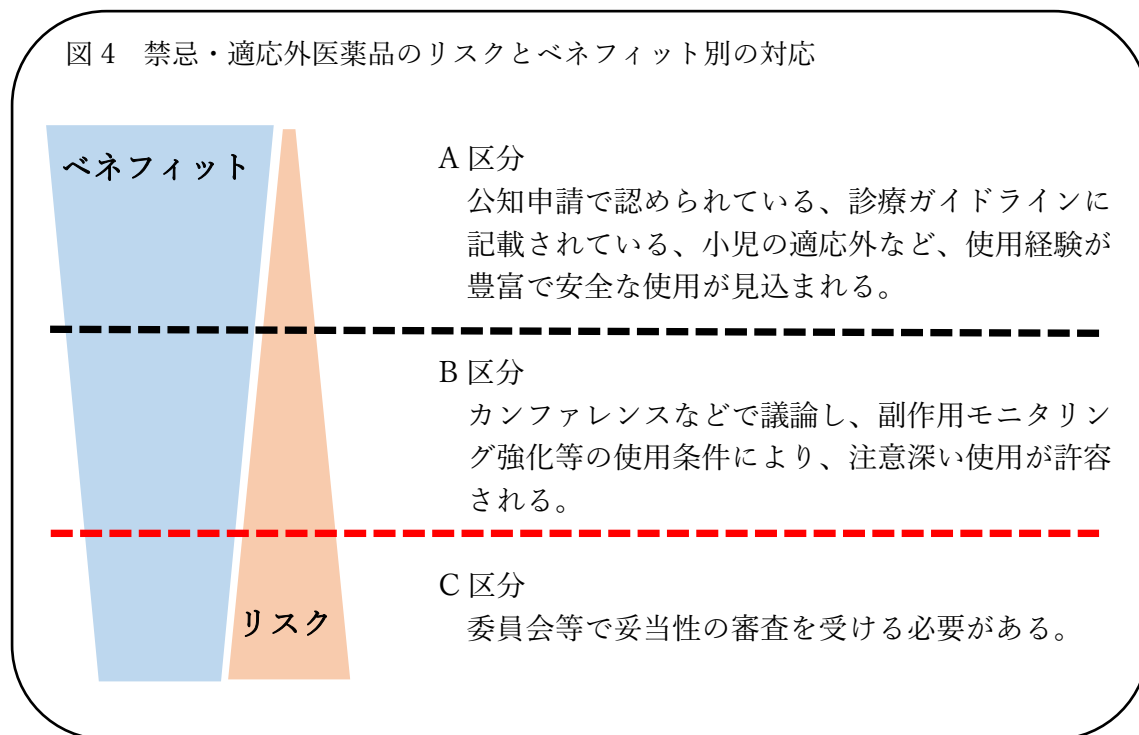 図4 禁忌・適応外医薬品のリスクとベネフィット別の対応
ベネフィット
A 区分
公知申請で認められている、診療ガイドラインに
記載されている、小児の適応外など、使用経験が
豊富で安全な使用が見込まれる。
B 区分
カンファレンスなどで議論し、副作用モニタリン
グ強化等の使用条件により、注意深い使用が許容
される。
リスク
C 区分
委員会等で妥当性の審査を受ける必要がある。